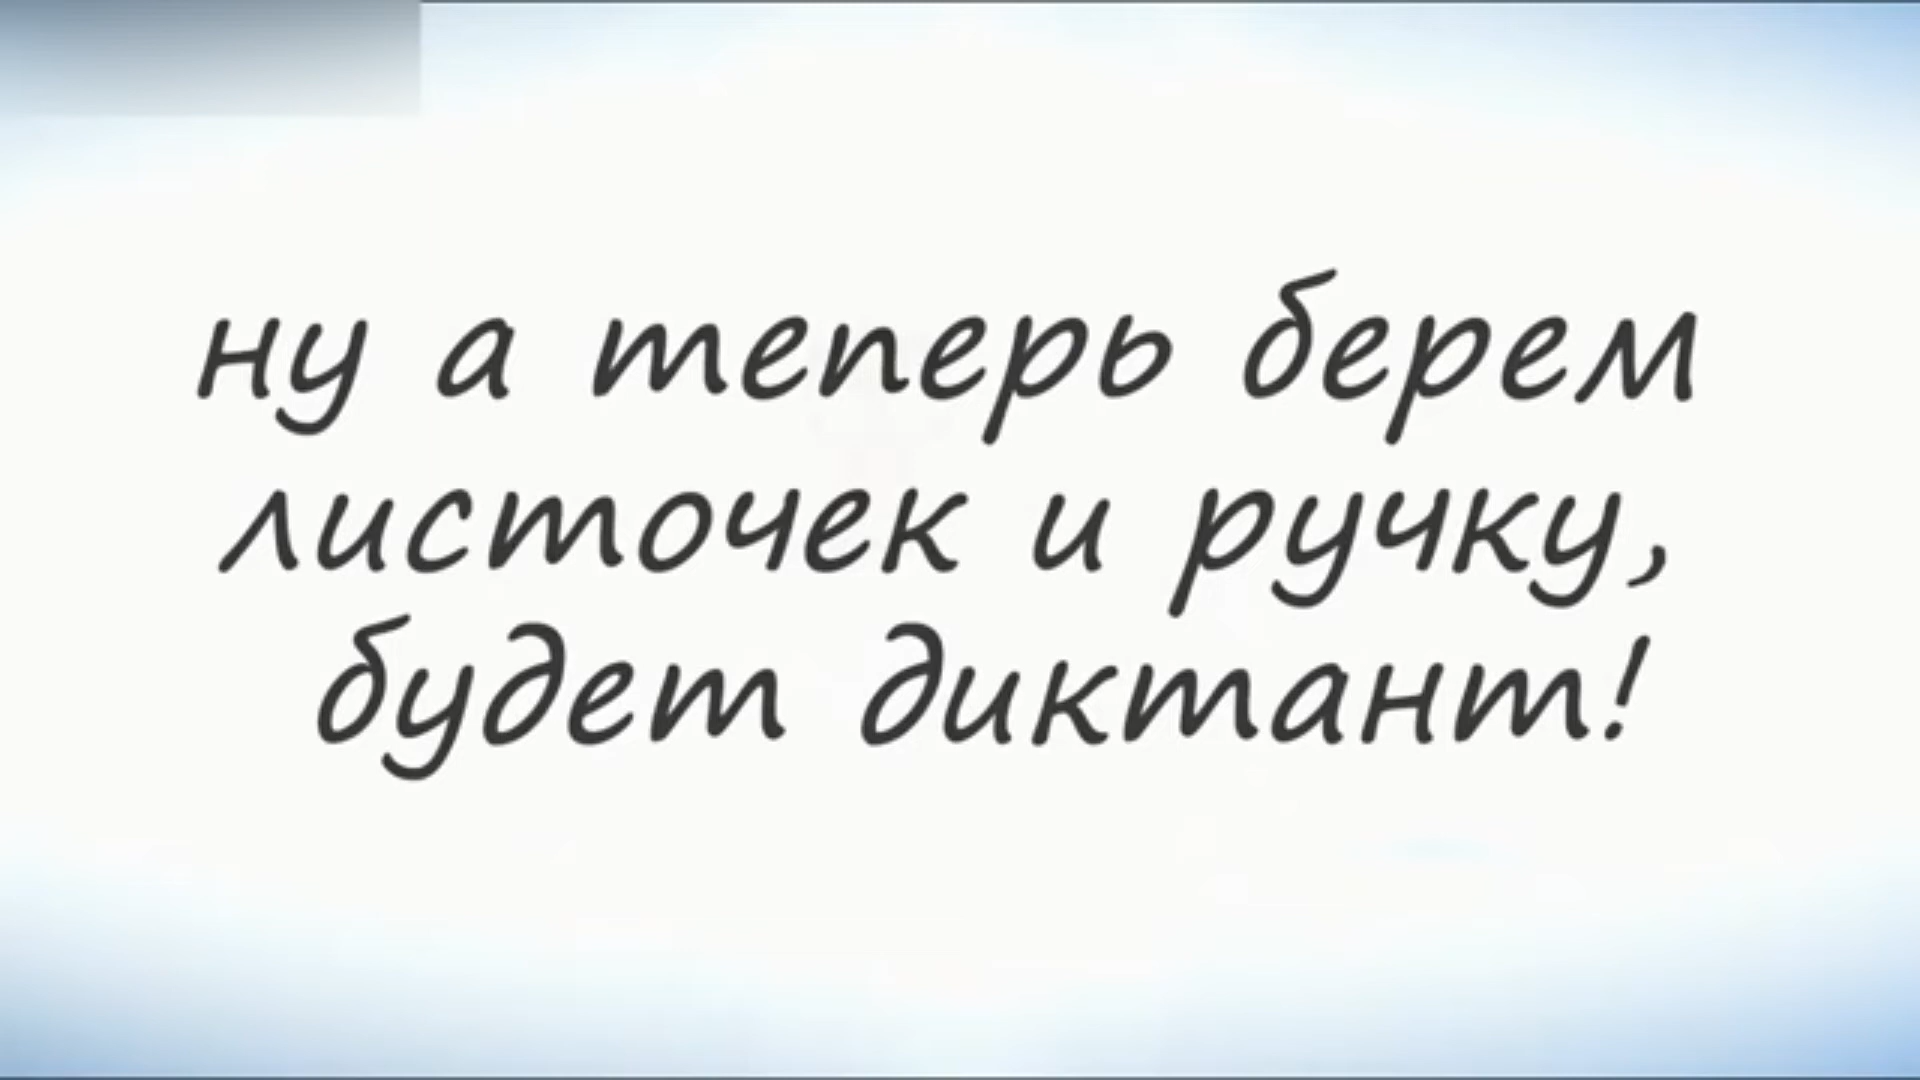 ну а теперь берем
листочек и ручку,
будет диктант!